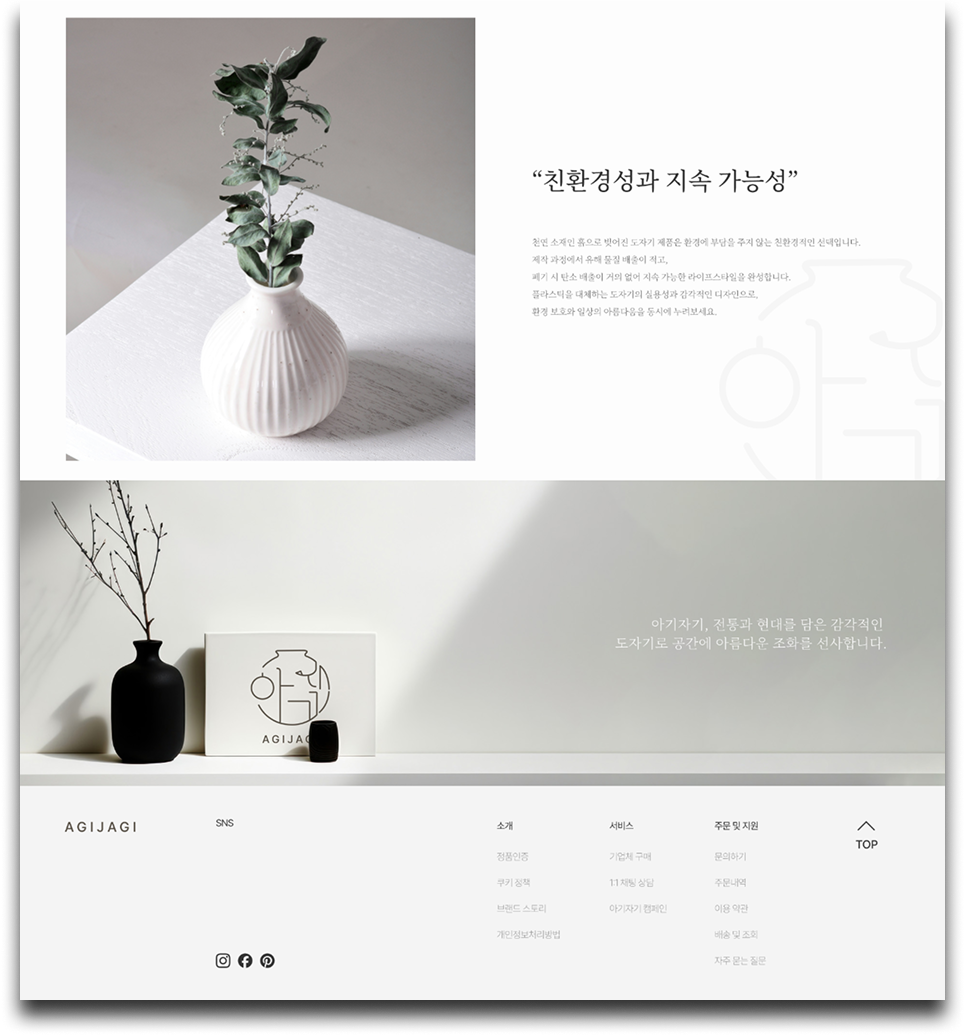 “친환경성과 지속 가능성”
천연 소재인 흙으로 빚어진 도자기 제품은 환경에 부담을 주지 않는 친환경적인 선택입니다.
제작 과정에서 유해 물질 배출이 적고,
폐기 시 탄소 배출이 거의 없어 지속 가능한 라이프스타일을 완성합니다.
플라스틱을 대체하는 도자기의 실용성과 감각적인 디자인으로,
환경 보호와 일상의 아름다움을 동시에 누려보세요.
아기자기, 전통과 현대를 담은 감각적인
도자기로 공간에 아름다운 조화를 선사합니다.
아기
AGIJAG
AGIJAGI
SNS
소개
정품인증
쿠키 정책
브랜드 스토리
개인정보처리방법
서비스
기업체 구매
1:1 채팅 상담
아기자기 캠페인
주문 및 지원
문의하기
주문내역
이용 약관
배송 및 조회
자주 묻는 질문
TOP